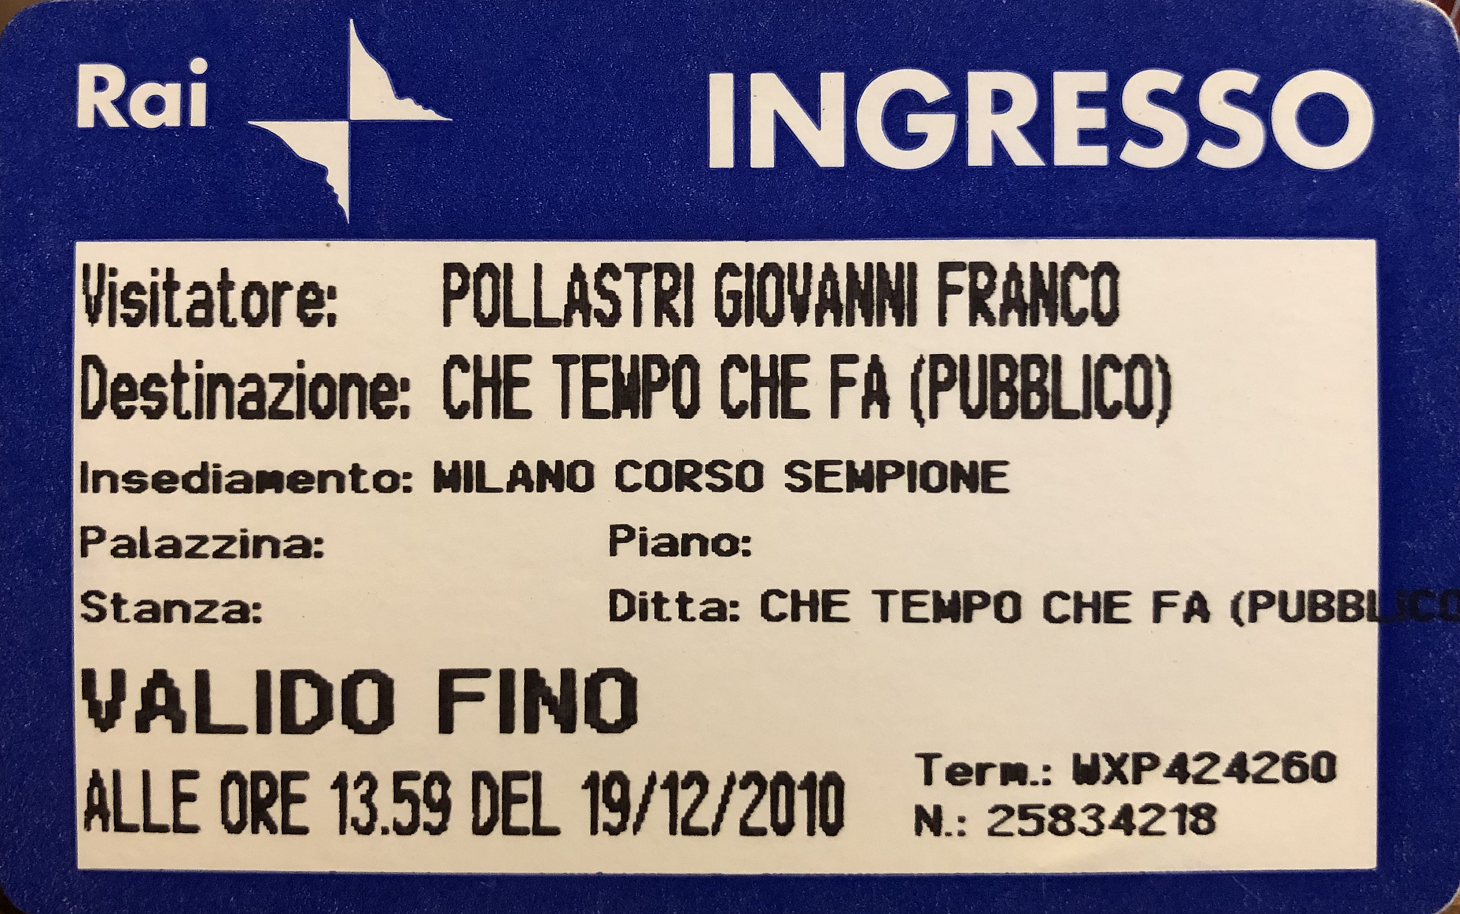 Rai INGRESSO
Visitatore: POLLASTRI GIOVANNI FRANCO
Destinazione: CHE TEMPO CHE FA (PUBBLICO)
Insediamento: MILANO CORSO SEMPIONE
Palazzina: Piano:
Stanza: Ditta: CHE TEMPO CHE FA (PUBBLICO
VALIDO FINO
ALLE ORE 13.59 DEL 19/12/2010
Term.: WXP424260
N.: 25834218